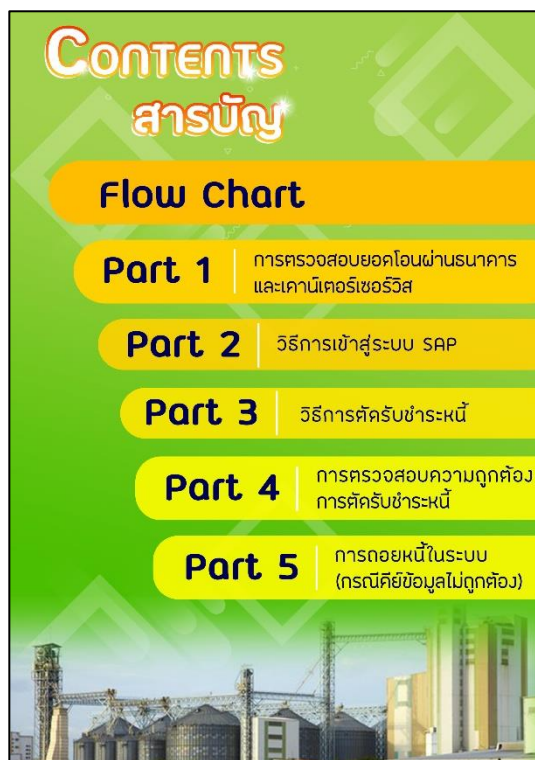 Contents
สารบัญ
Flow Chart
Part 1
การตรวจสอบยอดโอนผ่านธนาคาร
และเคาน์เตอร์เซอร์วิส
Part 2
วิธีการเข้าสู่ระบบ SAP
Part 3
วิธีการตัดรับชำระหนี้
Part 4
การตรวจสอบความถูกต้อง
การตัดรับชำระหนี้
Part 5
การถอยหนี้ในระบบ
(กรณีคีย์ข้อมูลไม่ถูกต้อง)